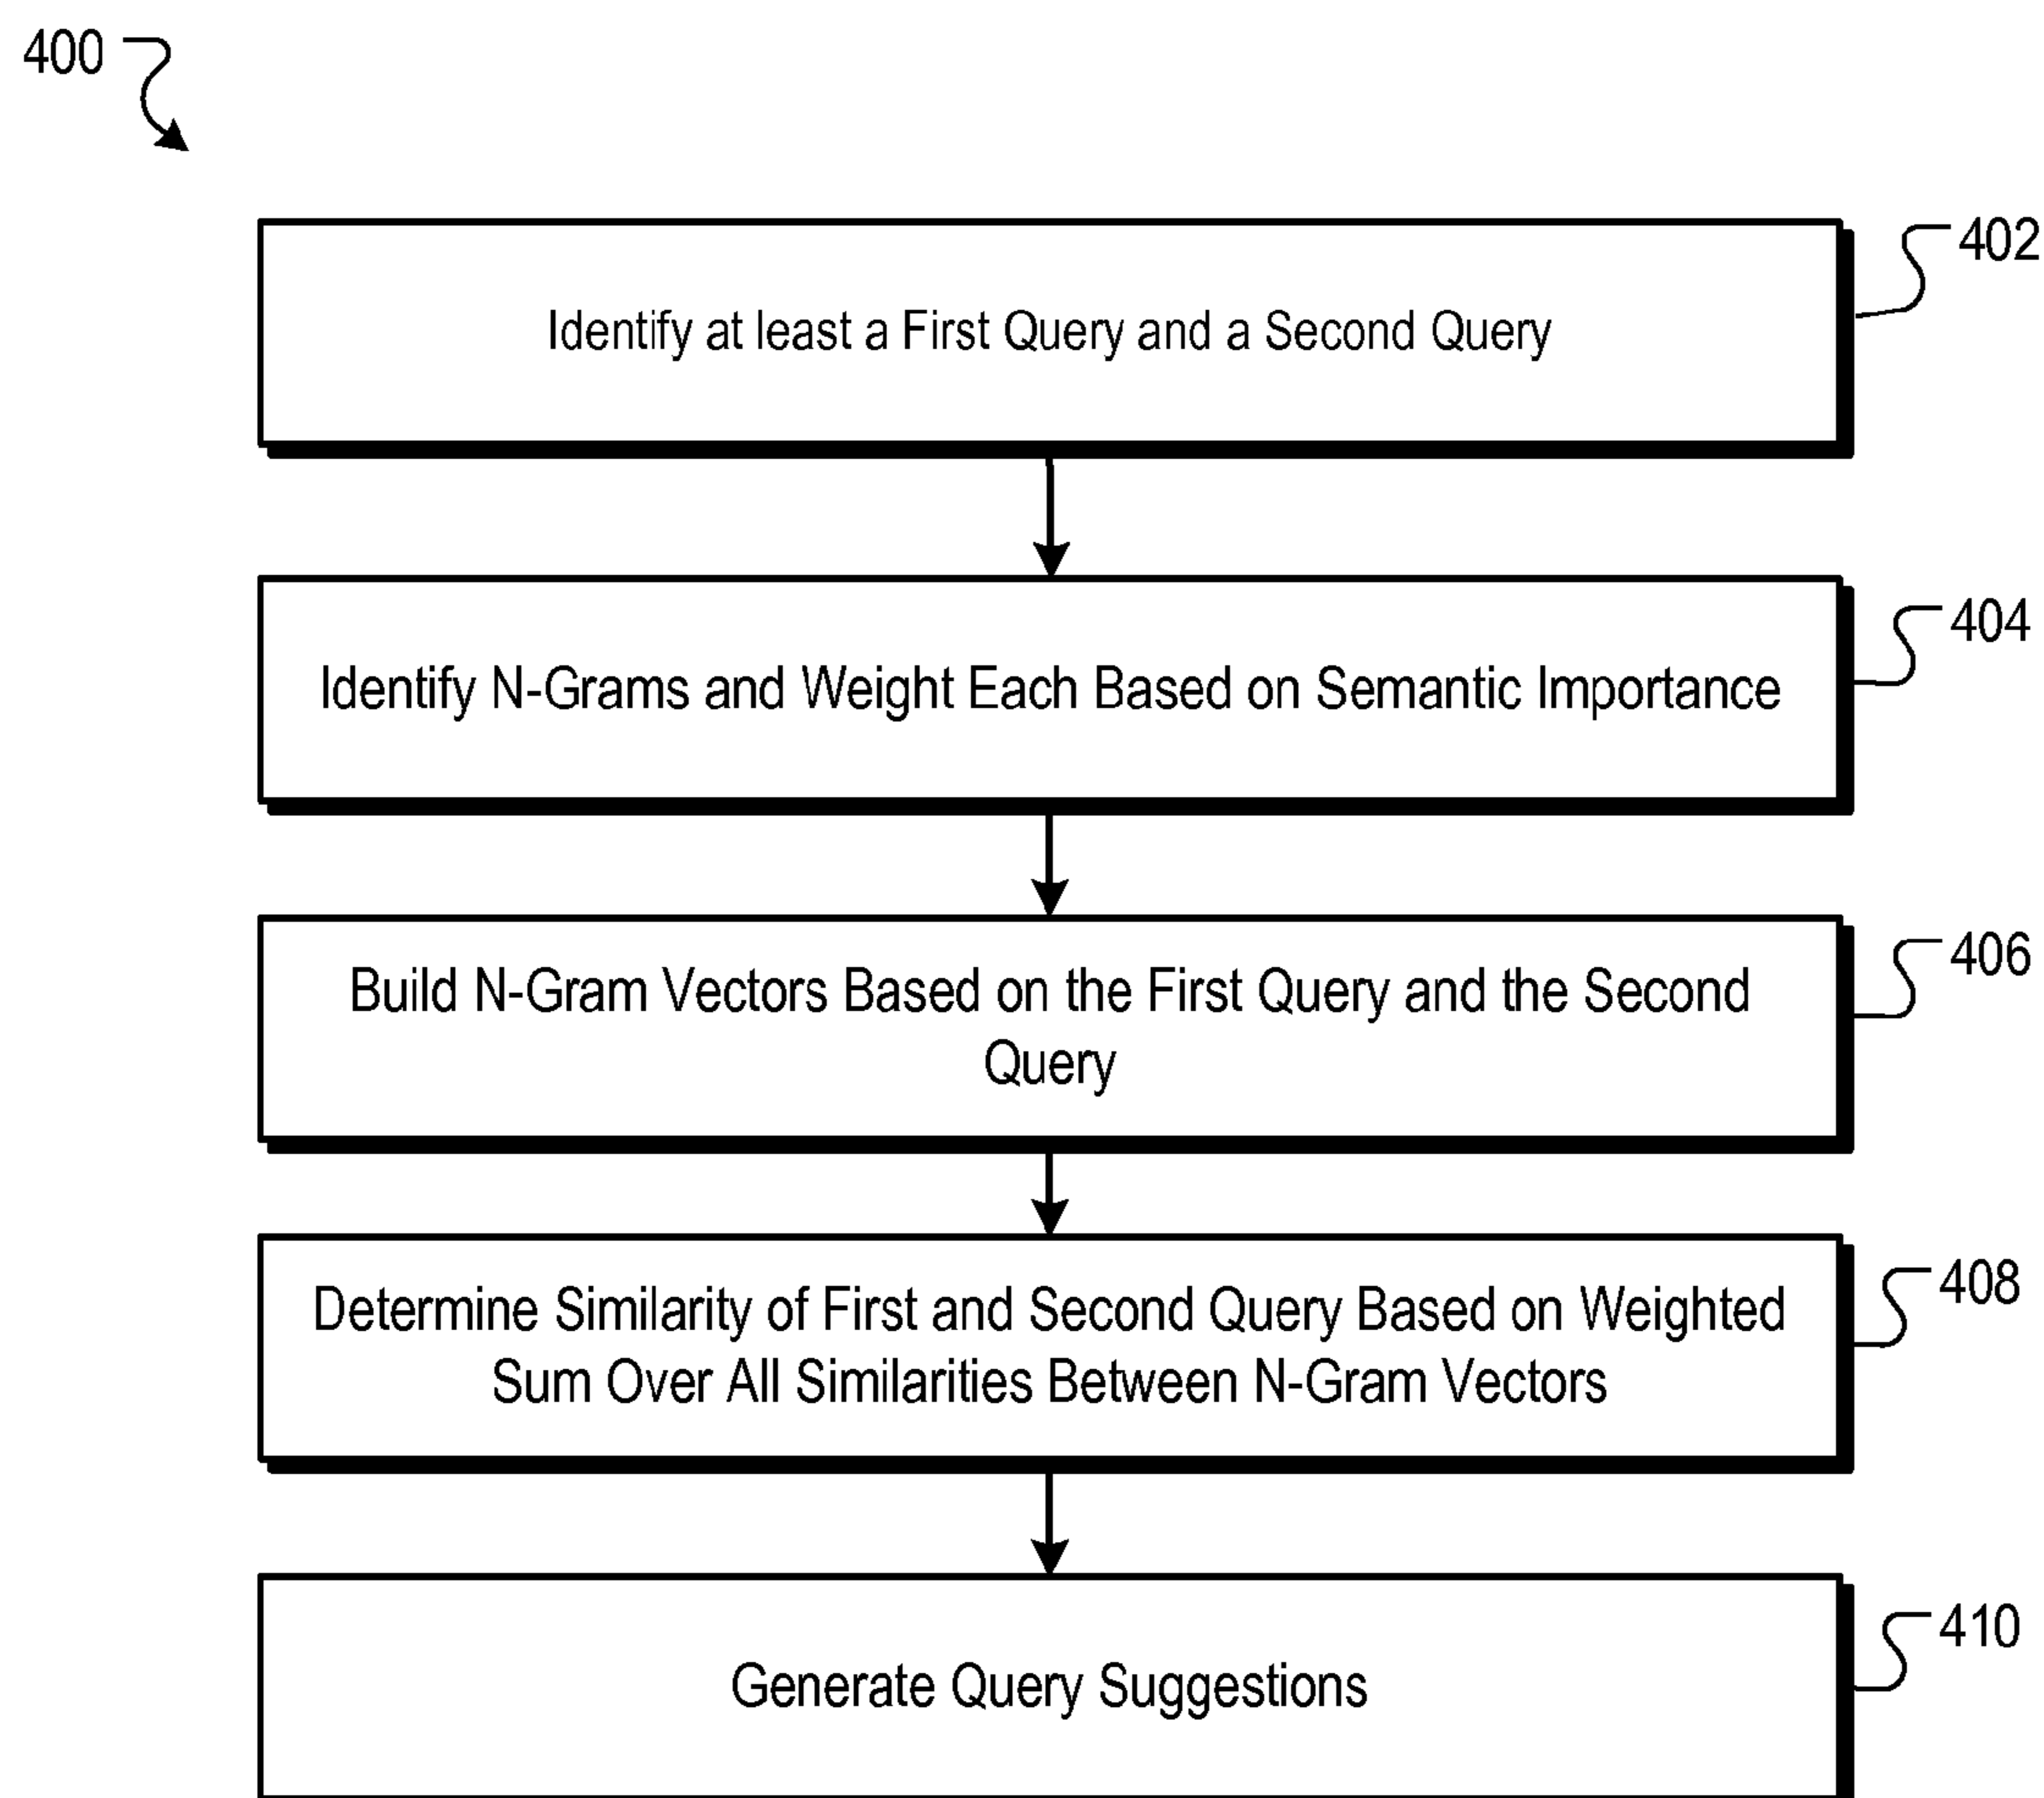 400
402
Identify at least a First Query and a Second Query
404
Identify N-Grams and Weight Each Based on Semantic Importance
406
Build N-Gram Vectors Based on the First Query and the Second
Query
408
Determine Similarity of First and Second Query Based on Weighted
Sum Over All Similarities Between N-Gram Vectors
410
Generate Query Suggestions